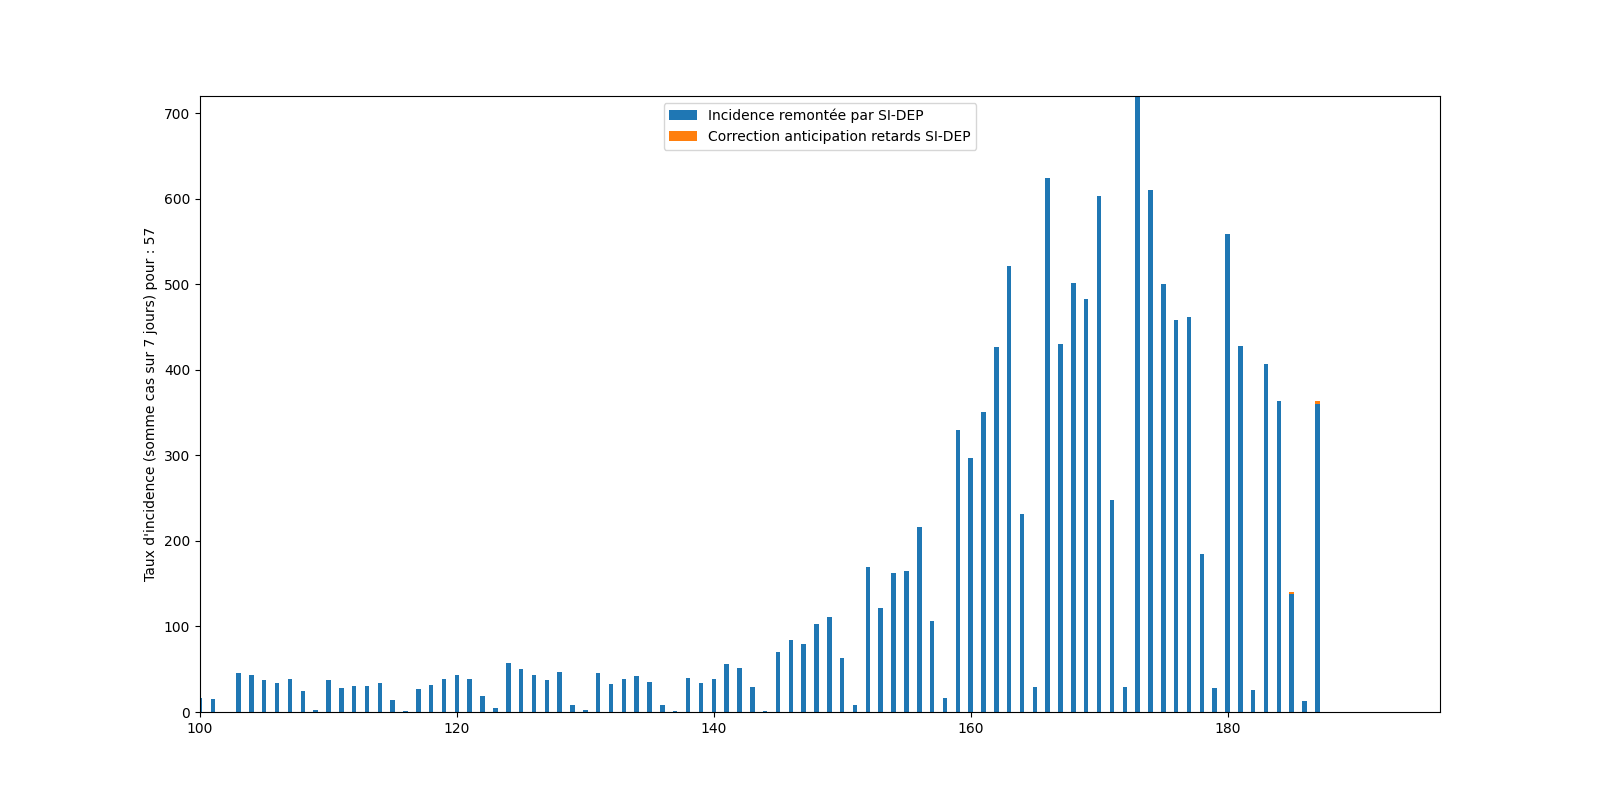 Incidence remontée par SI-DEP
Correction anticipation retards SI-DEP
Taux d'incidence (somme cas sur 7 jours) pour : 57
700
600
500
400
300
200
100
0
100 120 140 160 180